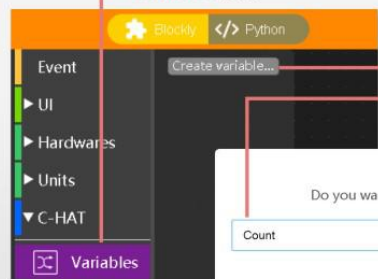 Blockly </> Python
Event
Create variable...
UI
Hardwares
Units
Do you wa
C-HAT
Count
Variables